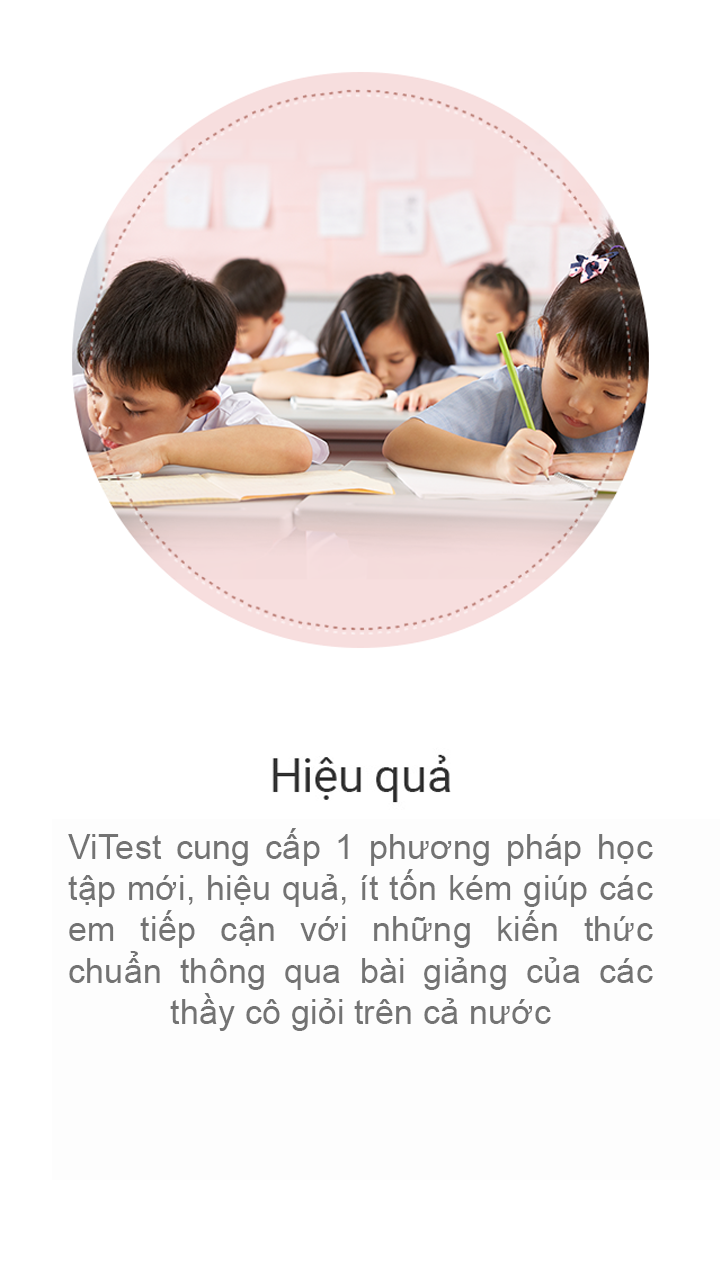 Hiệu quả
ViTest cung cấp 1 phương pháp học
tập mới, hiệu quả, ít tốn kém giúp các
em tiếp cận với những kiến thức
chuẩn thông qua bài giảng của các
thầy cô giỏi trên cả nước